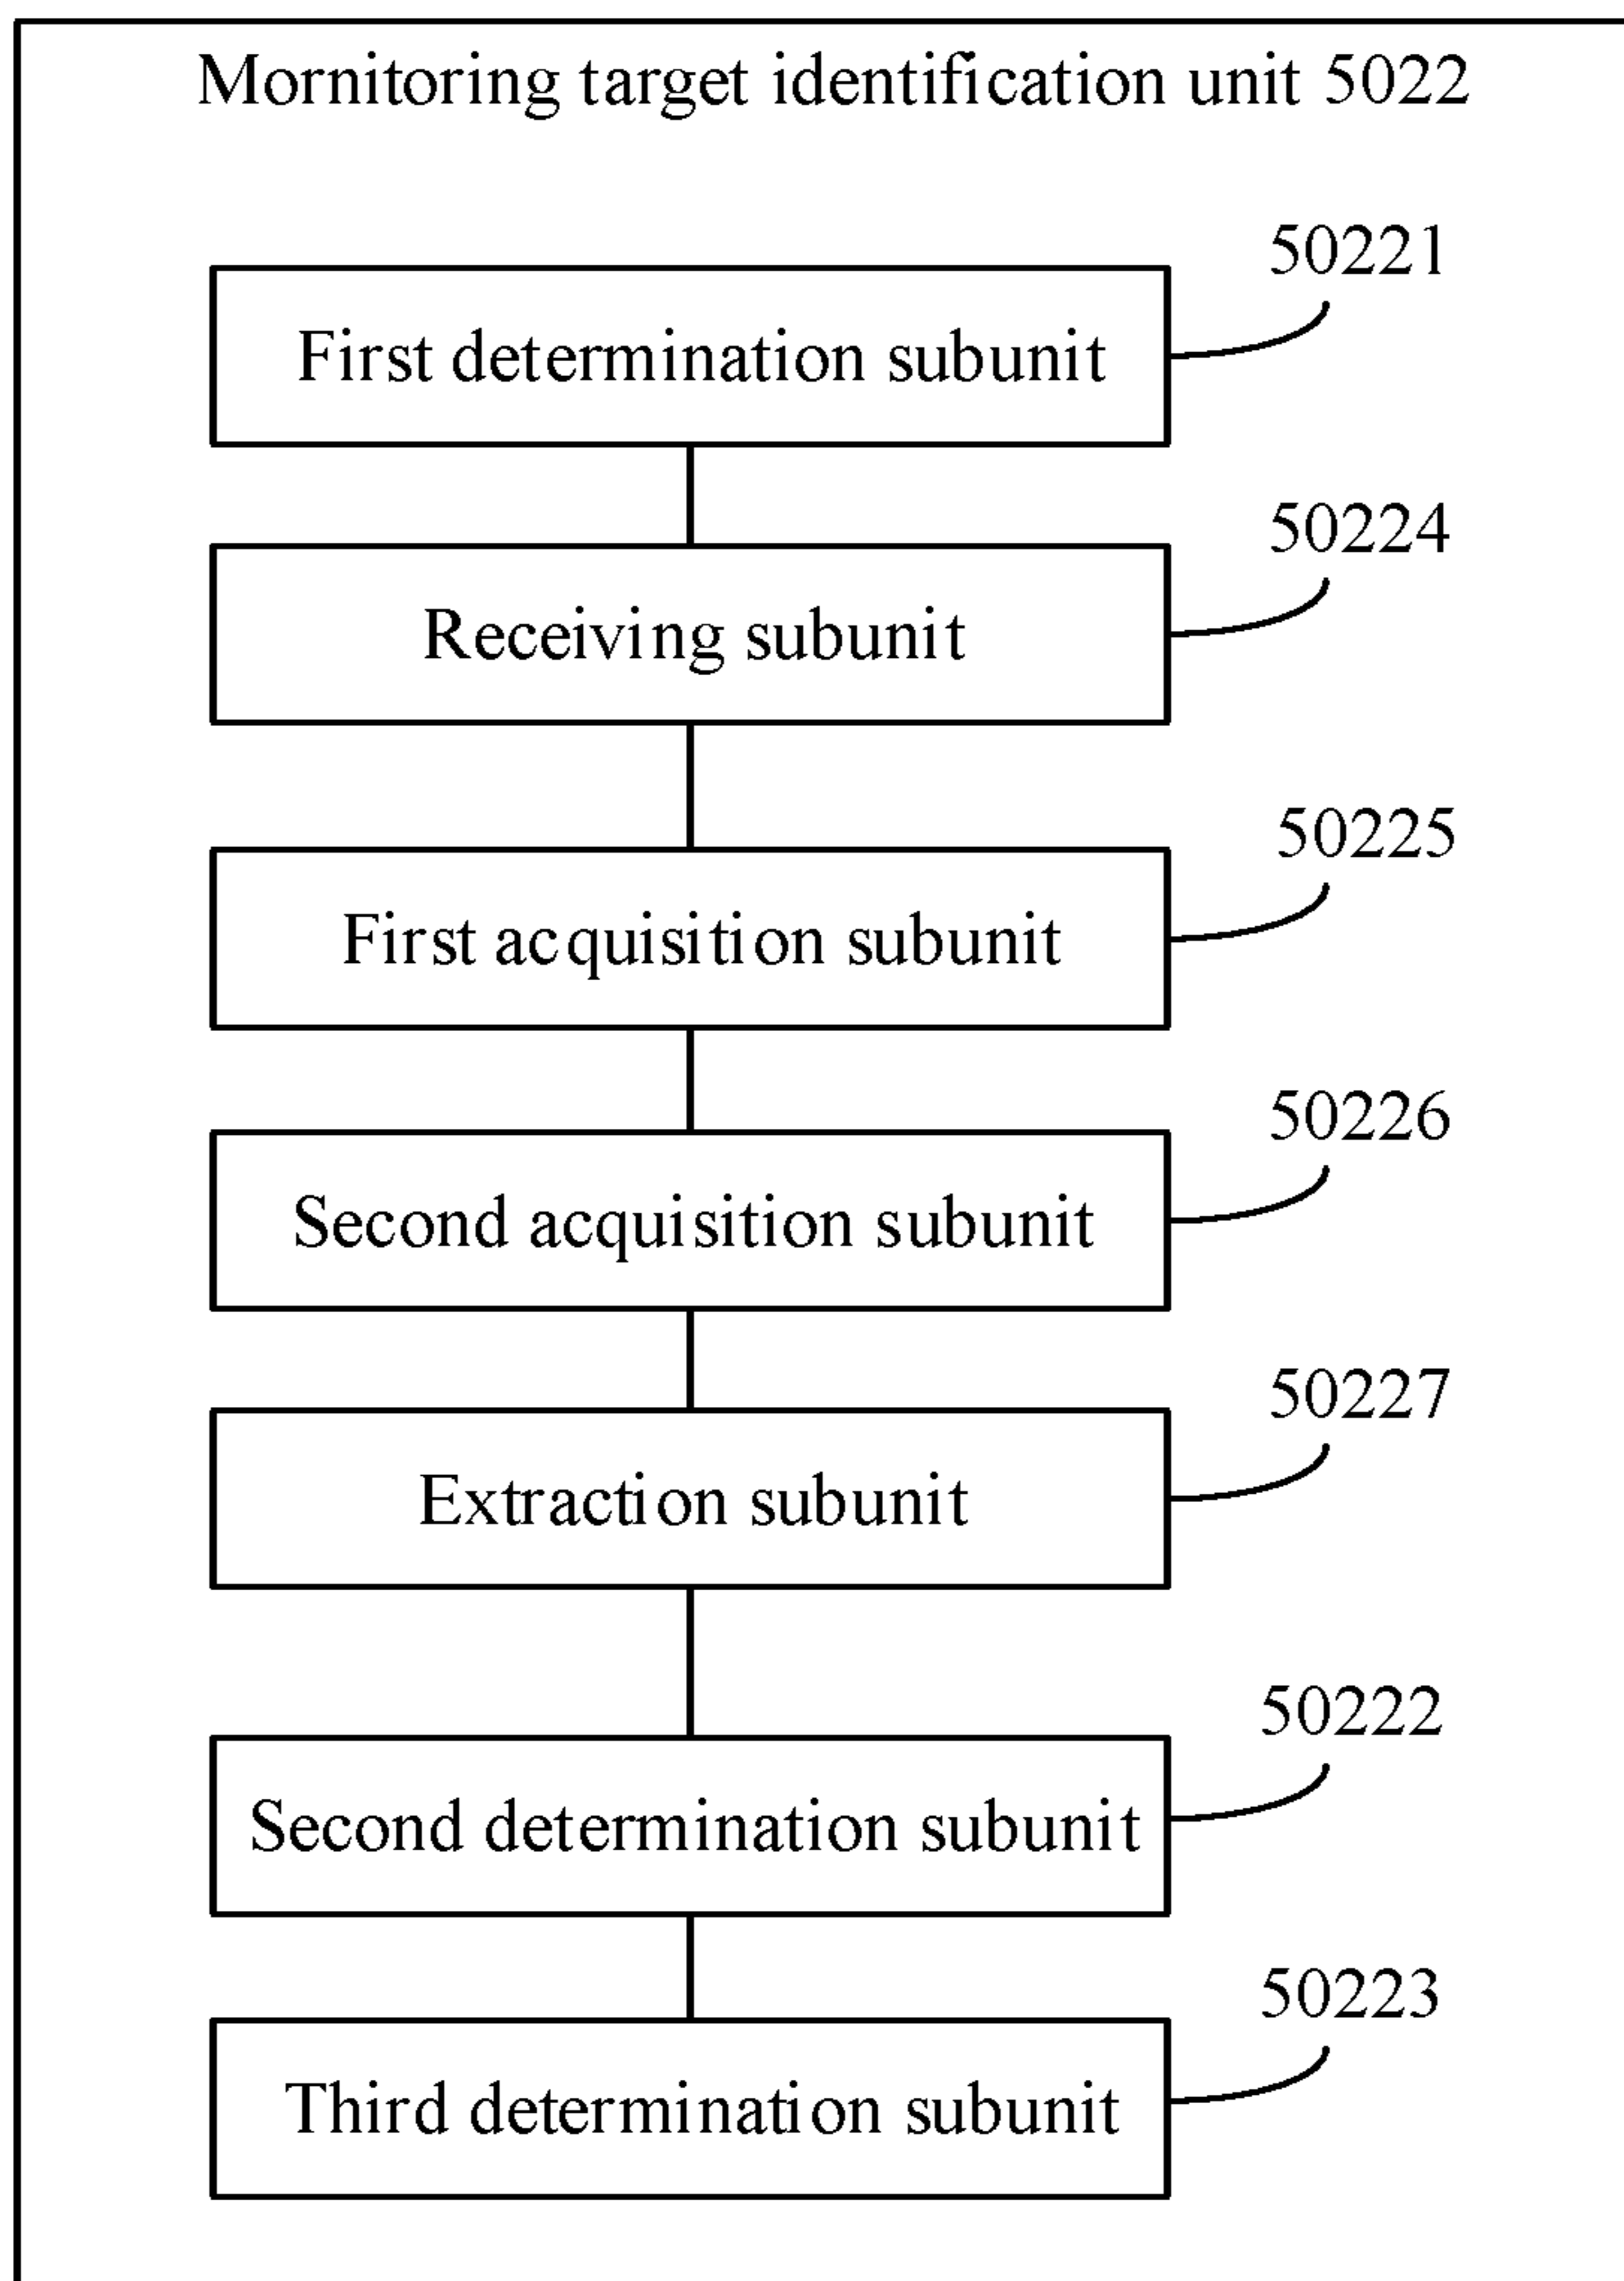 Mornitoring target identification unit 5022
50221
First determination subunit
50224
Receiving subunit
50225
First acquisition subunit
50226
Second acquisition subunit
50227
Extraction subunit
50222
Second determination subunit
50223
Third determination subunit